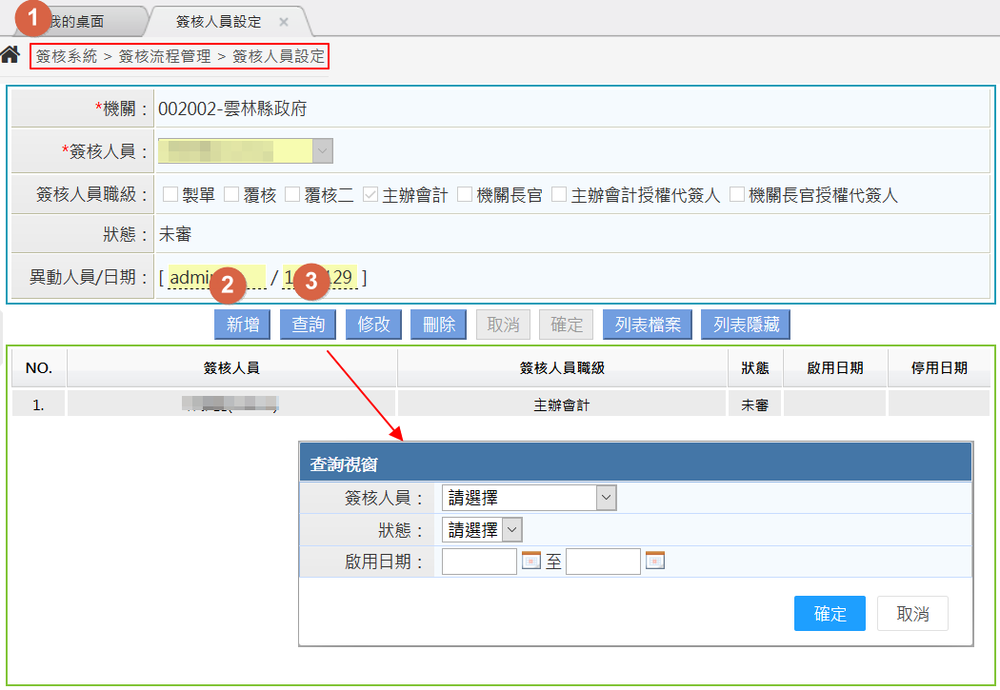 1 我的桌面 簽核人員設定 ×
簽核系統 > 簽核流程管理 > 簽核人員設定
*機關： 002002-雲林縣政府
*簽核人員：
簽核人員職級： 製單 覆核 覆核二 主辦會計 機關長官 主辦會計授權代簽人 機關長官授權代簽人
狀態： 未審
異動人員/日期： [ admi / 1 129 ]
2 3
新增 查詢 修改 刪除 取消 確定 列表檔案 列表隱藏
NO. 簽核人員 簽核人員職級 狀態 啟用日期 停用日期
1. 主辦會計 未審
查詢視窗
簽核人員： 請選擇
狀態： 請選擇
啟用日期： 至
確定 取消